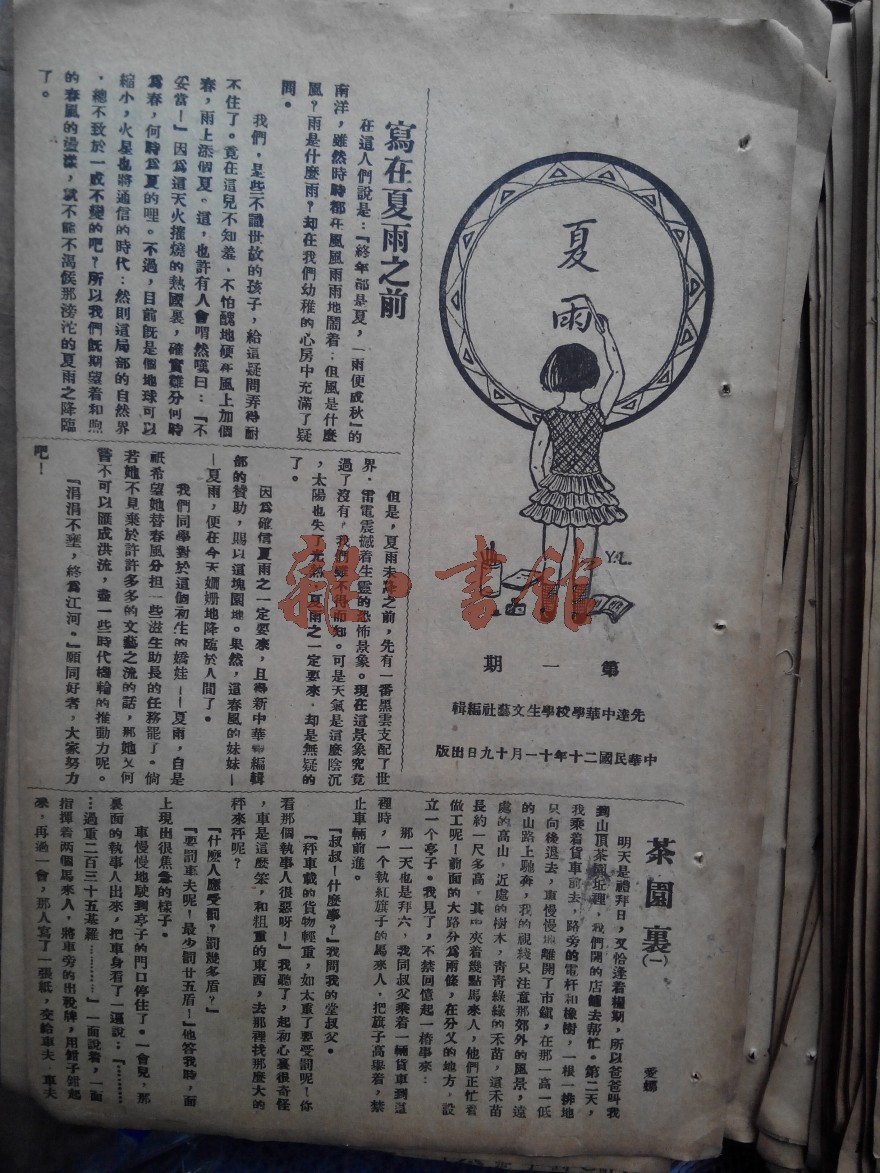 夏雨
Y.L.
第一期
先達中華學校學生文藝社編輯
中華民國二十年十一月十九日出版
寫在夏雨之前
在這人們說是：『終年都是夏，一雨便成秋』的
南洋，雖然時時都在風風雨雨地鬧着；但風是什麼
風？雨是什麼雨？却在我們幼稚的心房中充滿了疑
問。
我們，是些不識世故的孩子，給這疑問弄得耐
不住了。竟在這兒不知羞，不怕醜地硬在風上加個
春，雨上添個夏。這，也許有人會喟然嘆曰：『不
妥當！』因爲這天火摧燒的熱國裏，確實難分何時
爲春，何時爲夏的哩。不過，目前旣是個地球可以
縮小，火星也將通信的時代；然則這局部的自然界
，總不致於一成不變的吧？所以我們旣期望着和煦
的春風的盪漾，就不能不渴候那滂沱的夏雨之降臨
了。
但是，夏雨未降之前，先有一番黑雲支配了世
界，雷電震撼着生靈的恐怖景象。現在這景象究竟
過了沒有，我們雖不得而知。可是天氣是這麼陰沉
，太陽也失了光熱，夏雨之一定要來，却是無疑的
了。
因爲確信夏雨之一定要來，且得新中華報編輯
部的贊助，賜以這塊園地。果然，這春風的妹妹—
—夏雨，便在今天姍姍地降臨於人間了。
我們同學對於這個初生的嬌娃——夏雨，自是
祇希望她替春風分担一些滋生助長的任務罷了。倘
若她不見棄於許許多多的文藝之流的話，那她又何
嘗不可以匯成洪流，盡一些時代機輪的推動力呢。
『涓涓不壅，終爲江河。』願同好者，大家努力
吧！
茶園裏(一)
愛娜
明天是禮拜日，又恰逢着糧期，所以爸爸叫我
到山頂茶園坵裡，我們開的店舖去幫忙。第二天，
我乘着貨車前去，路旁的電杆和橡樹，一根一排地
只向後退去，車慢慢地離開了市鎮，在那一高一低
的山路上馳奔，我的視綫只注意那郊外的風景，遠
處的高山，近處的樹木，靑靑綠綠的禾苗，這禾苗
長約一尺多高，其中夾着幾點馬來人，他們正忙着
做工呢！前面的大路分爲兩條，在分叉的地方，設
立一个亭子。我見了，不禁回憶起一樁事來：
那一天也是拜六，我同叔父乘着一輛貨車到這
裡時，一个執紅旗子的馬來人，把旗子高擧着，禁
止車輛前進。
『叔叔！什麼事？』我問我的堂叔父。
『秤車載的貨物輕重，如太重了要受罰呢！你
看那個執事人很惡呀！』我聽了，起初心裏很奇怪
，車是這麼笨，和粗重的東西，去那裡找那麼大的
秤來秤呢？
『什麼人應受罰？罰幾多盾？』
『要罰車夫呢！最少罰廿五盾！』他答我時，面
上現出很焦急的樣子。
車慢慢地駛到亭子的門口停住了。一會兒，那
裏面的執事人出來，把車身看了一遍說：『…………
……過重二百三十五基羅…………』一面說着，一面
指揮着兩個馬來人，將車旁的出稅牌，用鉗子鉗起
來，再過一會，那人寫了一張紙，交給車夫，車夫
雜·書館